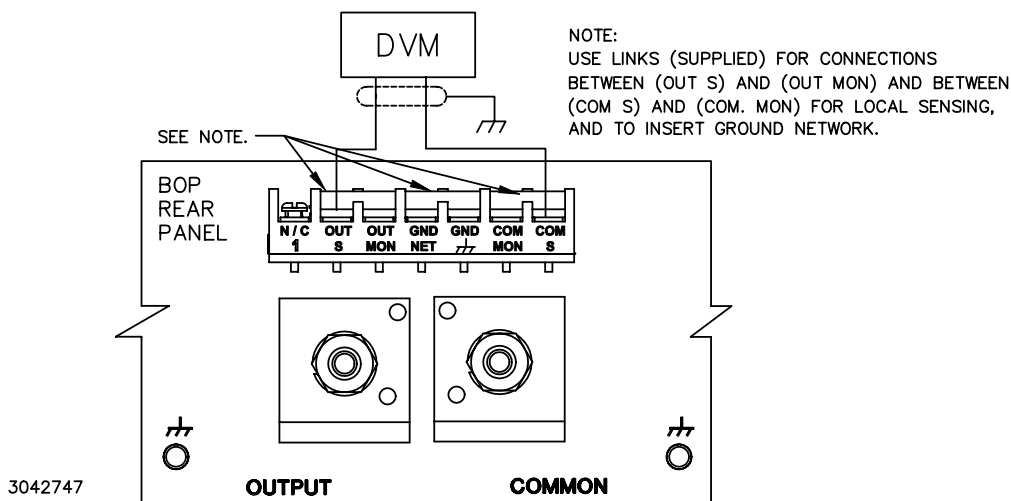 DVM
NOTE:
USE LINKS (SUPPLIED) FOR CONNECTIONS
BETWEEN (OUT S) AND (OUT MON) AND BETWEEN
(COM S) AND (COM. MON) FOR LOCAL SENSING,
AND TO INSERT GROUND NETWORK.
SEE NOTE.
BOP
REAR
PANEL
N/C OUT OUT GND GND COM COM
1 S MON NET MON S
3042747
OUTPUT COMMON